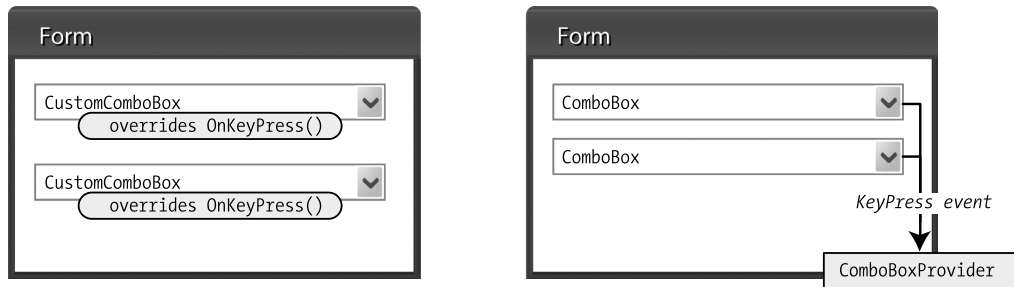 Form
CustomComboBox
overrides OnKeyPress()
CustomComboBox
overrides OnKeyPress()
Form
ComboBox
ComboBox
KeyPress event
ComboBoxProvider